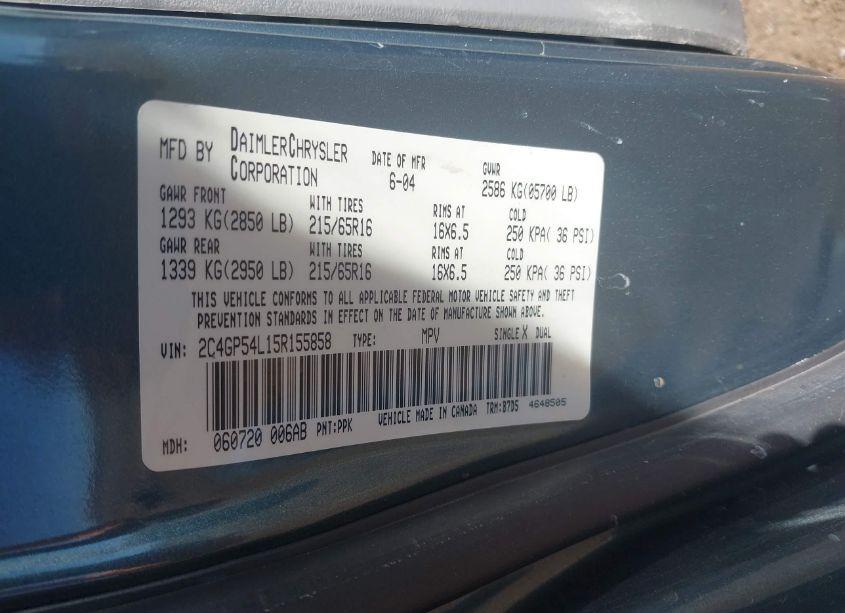 MFD BY DAIMLERCHRYSLER CORPORATION DATE OF MFR 6-04 GVWR 2586 KG(05700 LB)
GAWR FRONT WITH TIRES RIMS AT COLD
1293 KG(2850 LB) 215/65R16 16X6.5 250 KPA( 36 PSI)
GAWR REAR WITH TIRES RIMS AT COLD
1339 KG(2950 LB) 215/65R16 16X6.5 250 KPA( 36 PSI)
THIS VEHICLE CONFORMS TO ALL APPLICABLE FEDERAL MOTOR VEHICLE SAFETY AND THEFT
PREVENTION STANDARDS IN EFFECT ON THE DATE OF MANUFACTURE SHOWN ABOVE.
VIN: 2C4GP54L15R155858 TYPE: MPV SINGLE X DUAL
MDH: 060720 006AB PNT:PPK VEHICLE MADE IN CANADA TRM:B7D5 4648505